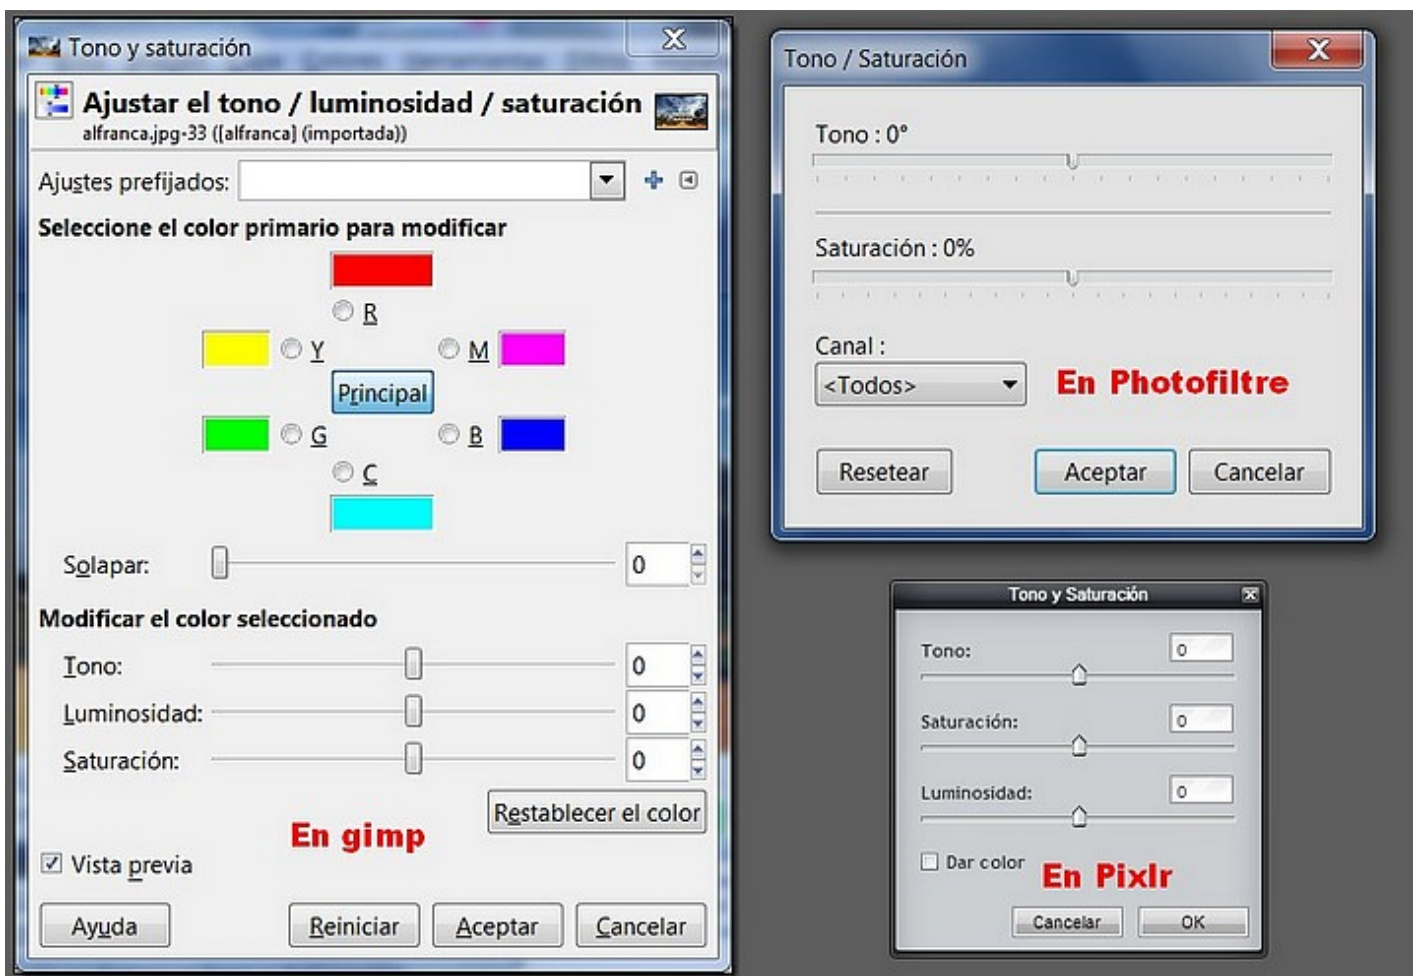 Tono y saturación
Ajustar el tono / luminosidad / saturación
alfranca.jpg-33 ([alfranca] (importada))
Ajustes prefijados:
Seleccione el color primario para modificar
R
Y M
Principal
G B
C
Solapar: 0
Modificar el color seleccionado
Tono: 0
Luminosidad: 0
Saturación: 0
Restablecer el color
En gimp
Vista previa
Ayuda Reiniciar Aceptar Cancelar
Tono / Saturación
Tono : 0°
Saturación : 0%
Canal :
<Todos>
En Photofiltre
Resetear Aceptar Cancelar
Tono y Saturación
Tono: 0
Saturación: 0
Luminosidad: 0
Dar color
En Pixlr
Cancelar OK